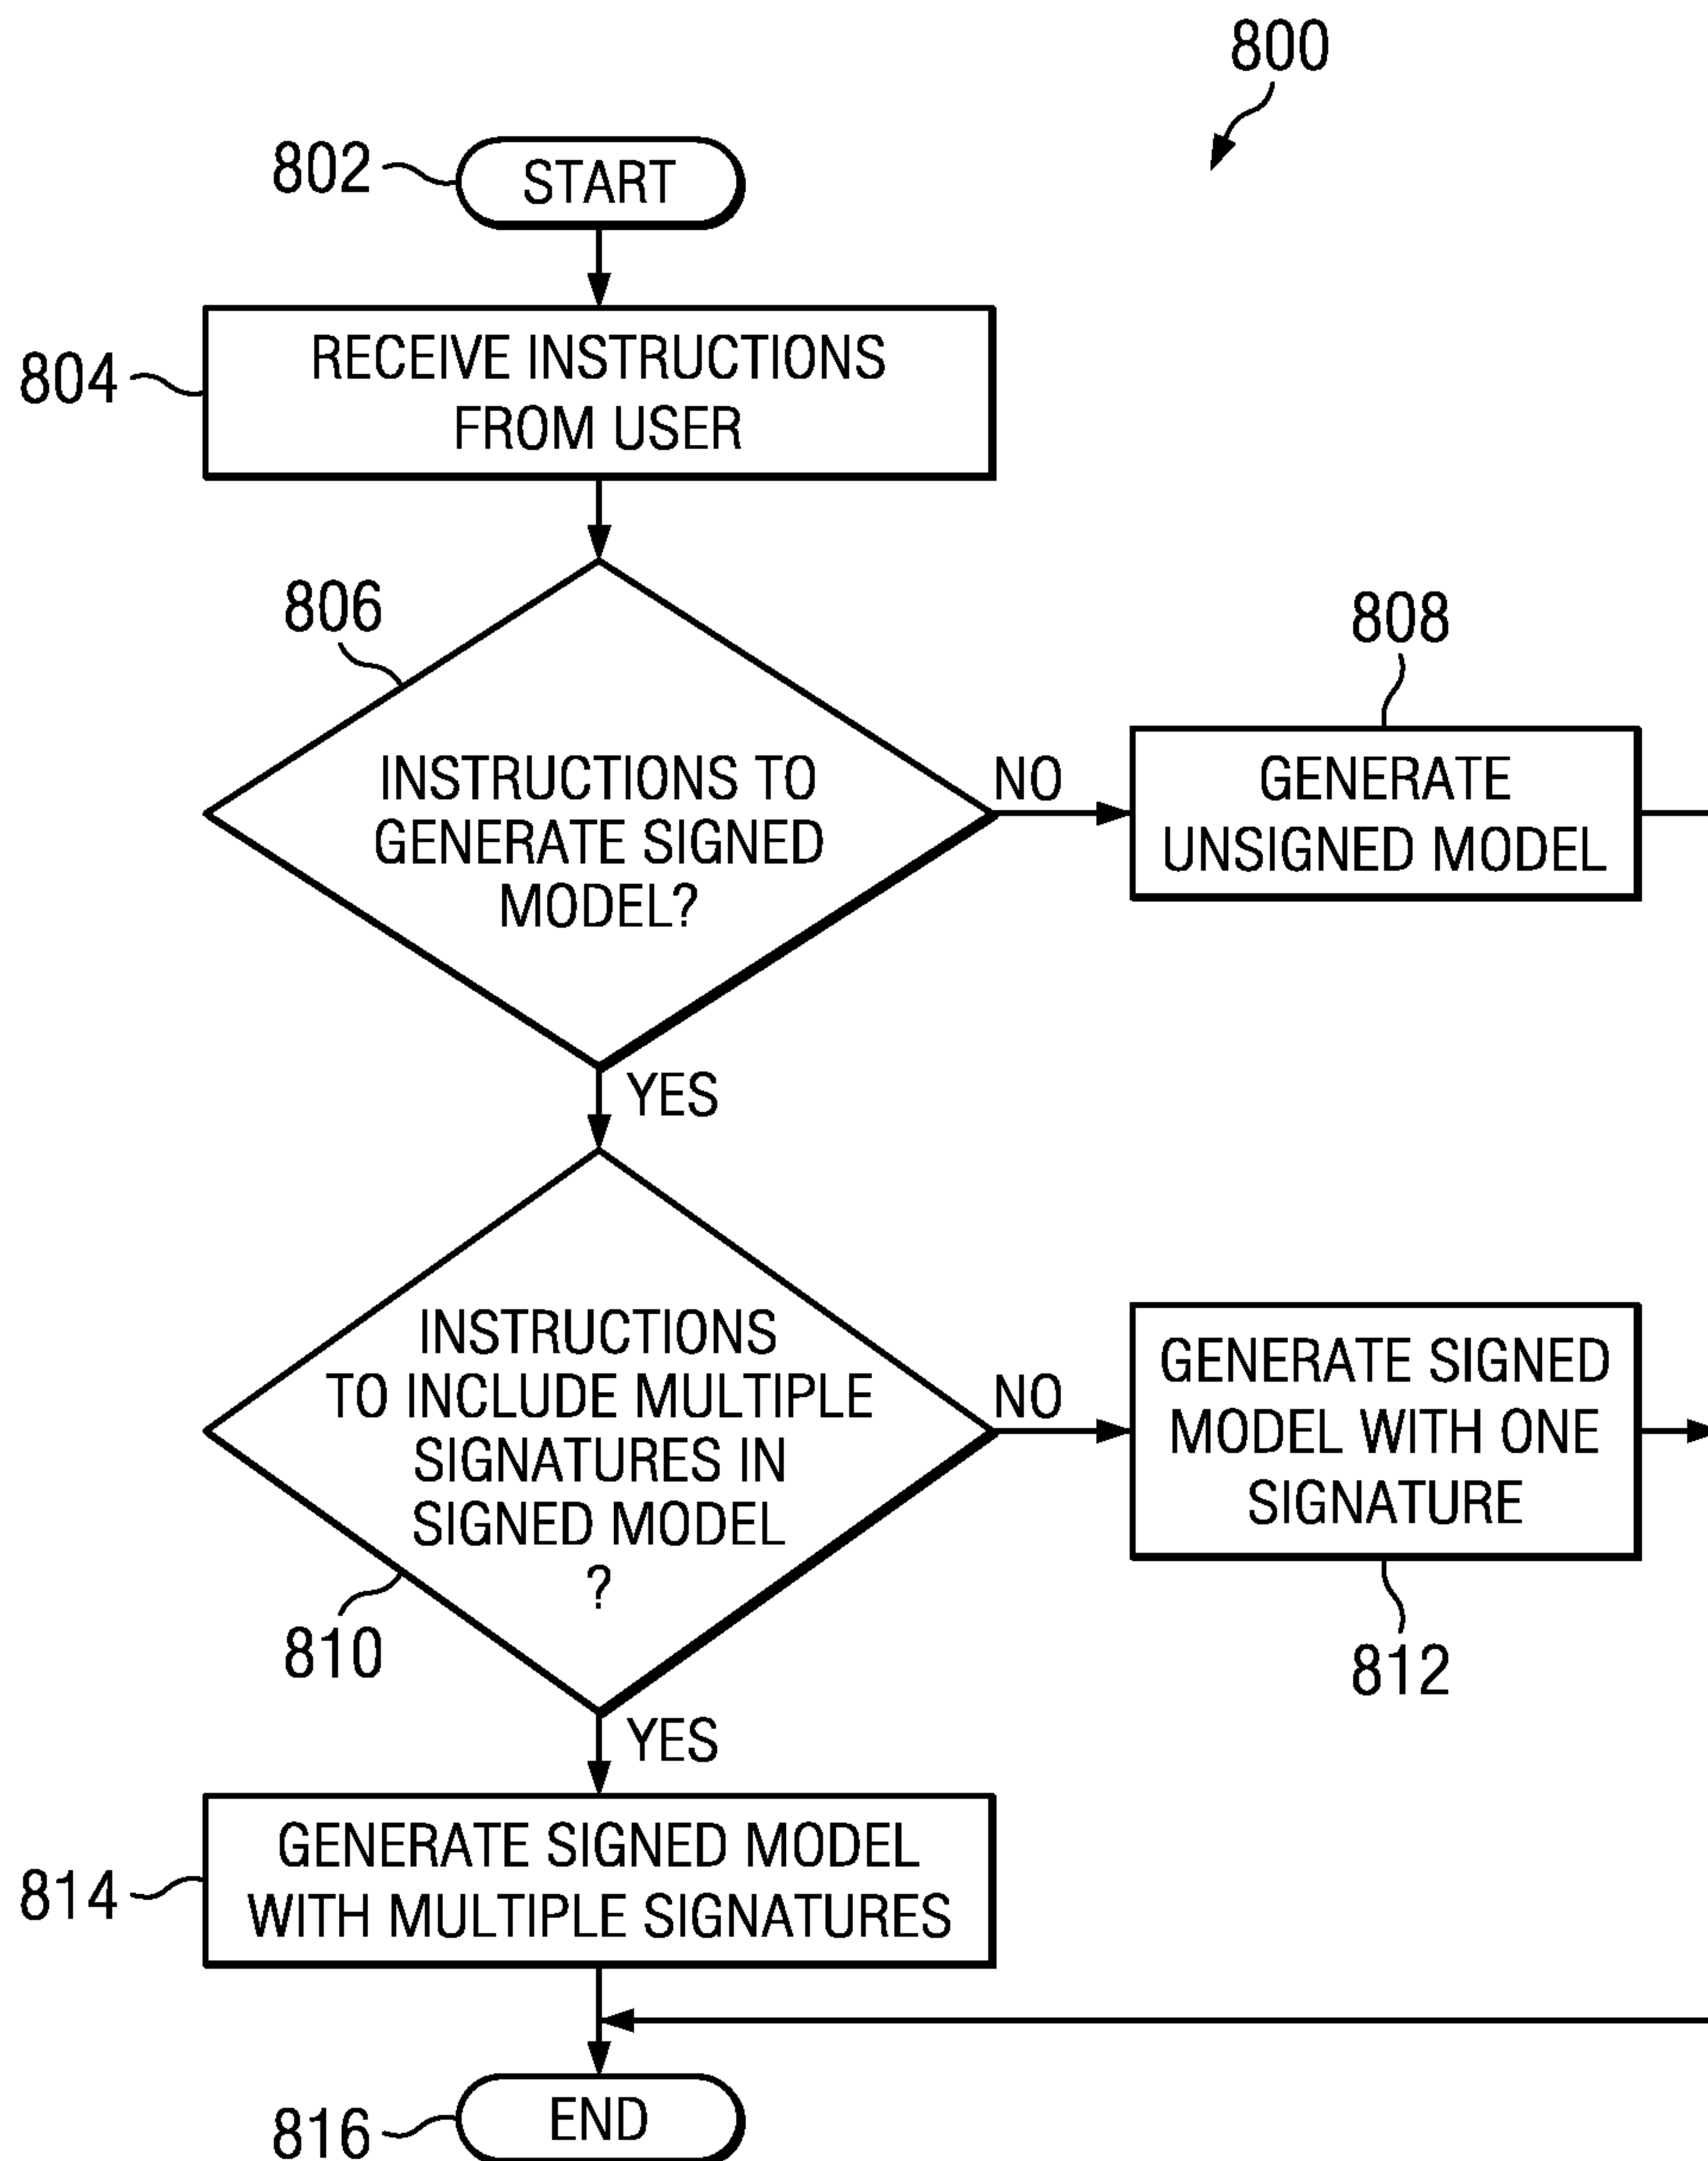 800
802
START
804
RECEIVE INSTRUCTIONS
FROM USER
806
INSTRUCTIONS TO
GENERATE SIGNED
MODEL?
NO
808
GENERATE
UNSIGNED MODEL
YES
INSTRUCTIONS
TO INCLUDE MULTIPLE
SIGNATURES IN
SIGNED MODEL
?
810
NO
GENERATE SIGNED
MODEL WITH ONE
SIGNATURE
812
YES
814
GENERATE SIGNED MODEL
WITH MULTIPLE SIGNATURES
816
END